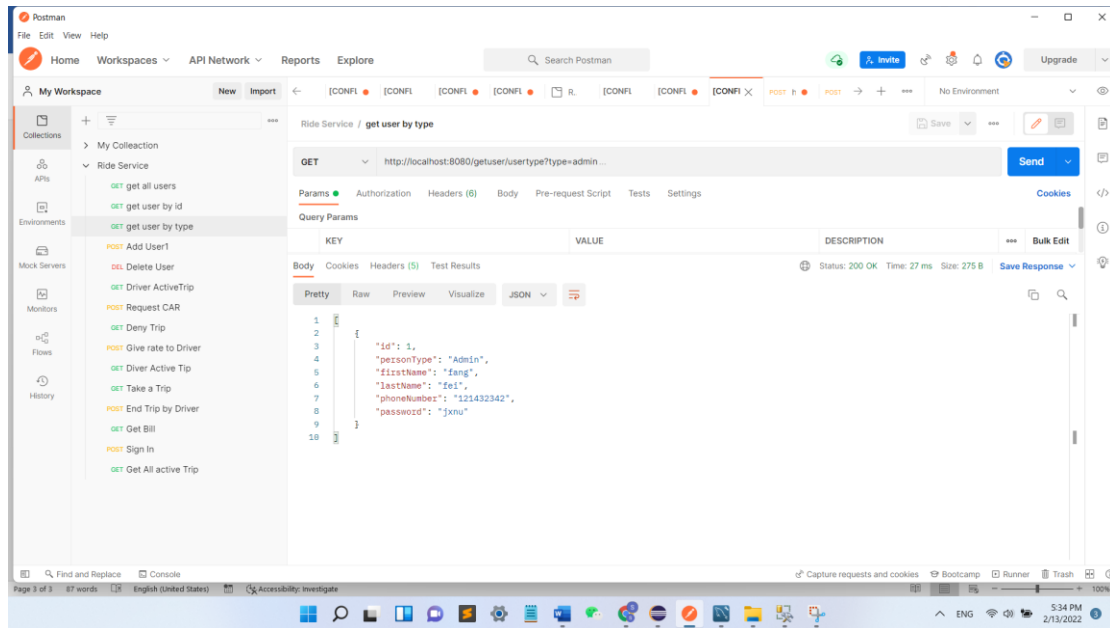 Postman
File Edit View Help
Home Workspaces API Network Reports Explore Search Postman Invite Upgrade
My Workspace New Import [CONFL [CONFL [CONFL [CONFL R. [CONFL [CONFL [CONFI POST h POST No Environment
Collections
APIs
Environments
Mock Servers
Monitors
Flows
History
My Colleaction
Ride Service
GET get all users
GET get user by id
GET get user by type
POST Add User1
DEL Delete User
GET Driver ActiveTrip
POST Request CAR
GET Deny Trip
POST Give rate to Driver
GET Diver Active Tip
GET Take a Trip
POST End Trip by Driver
GET Get Bill
POST Sign In
GET Get All active Trip
Ride Service / get user by type Save
GET http://localhost:8080/getuser/usertype?type=admin... Send
Params Authorization Headers (6) Body Pre-request Script Tests Settings Cookies
Query Params
KEY VALUE DESCRIPTION Bulk Edit
Body Cookies Headers (5) Test Results Status: 200 OK Time: 27 ms Size: 275 B Save Response
Pretty Raw Preview Visualize JSON
1 [
2 {
3 "id": 1,
4 "personType": "Admin",
5 "firstName": "fang",
6 "lastName": "fei",
7 "phoneNumber": "121432342",
8 "password": "jxnu"
9 }
10 ]
Find and Replace Console Capture requests and cookies Bootcamp Runner Trash
Page 3 of 3 87 words English (United States) Accessibility: Investigate 100%
ENG 5:34 PM
2/13/2022 3